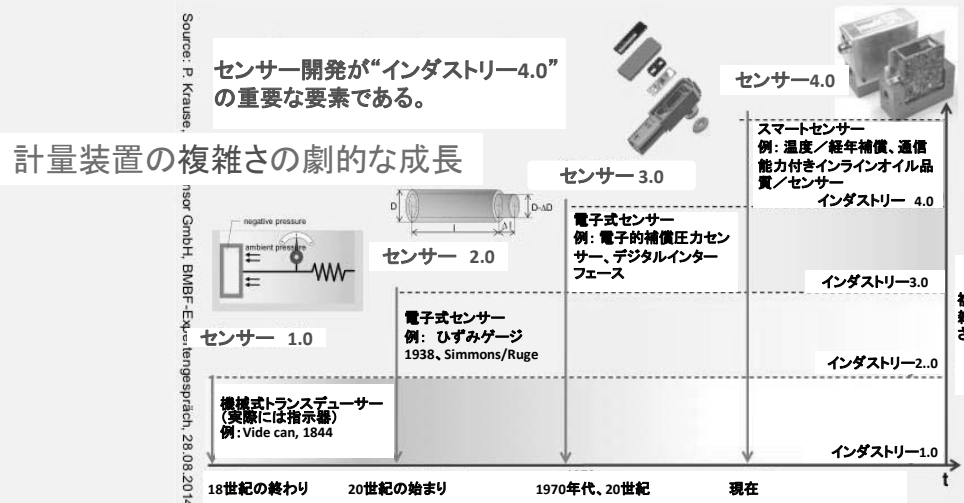 Source: P. Krause,
nsor GmbH, BMBF-Expertengespräch, 28.08.2014
センサー開発が“インダストリー4.0”
の重要な要素である。
計量装置の複雑さの劇的な成長
センサー4.0
スマートセンサー
例: 温度／経年補償、通信
能力付きインラインオイル品
質／センサー
インダストリー 4.0
センサー 3.0
電子式センサー
例: 電子的補償圧力セン
サー、デジタルインター
フェース
インダストリー3.0
D
D-ΔD
l
Δl
センサー 2.0
電子式センサー
例: ひずみゲージ
1938、Simmons/Ruge
インダストリー2..0
negative pressure
ambient pressure
センサー 1.0
機械式トランスデューサー
（実際には指示器）
例:Vide can, 1844
インダストリー1.0
複雑さ
t
18世紀の終わり
20世紀の始まり
1970年代、20世紀
現在